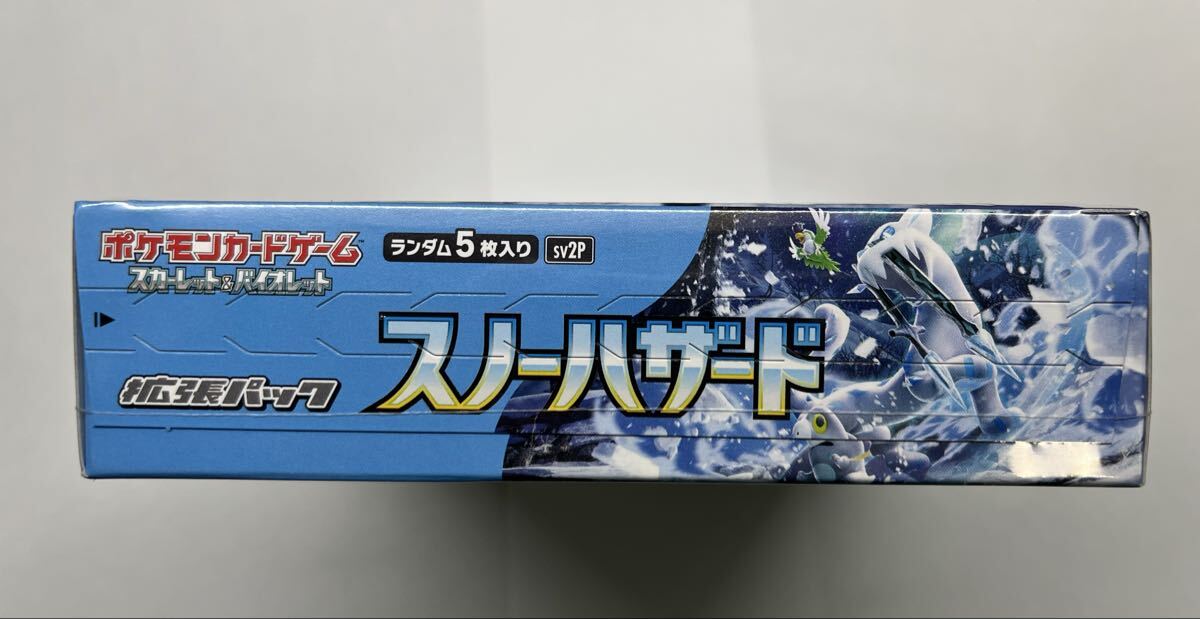 ポケモンカードゲーム™
スカーレット&バイオレット
ランダム5枚入り sv2P
拡張パック
スノーハザード